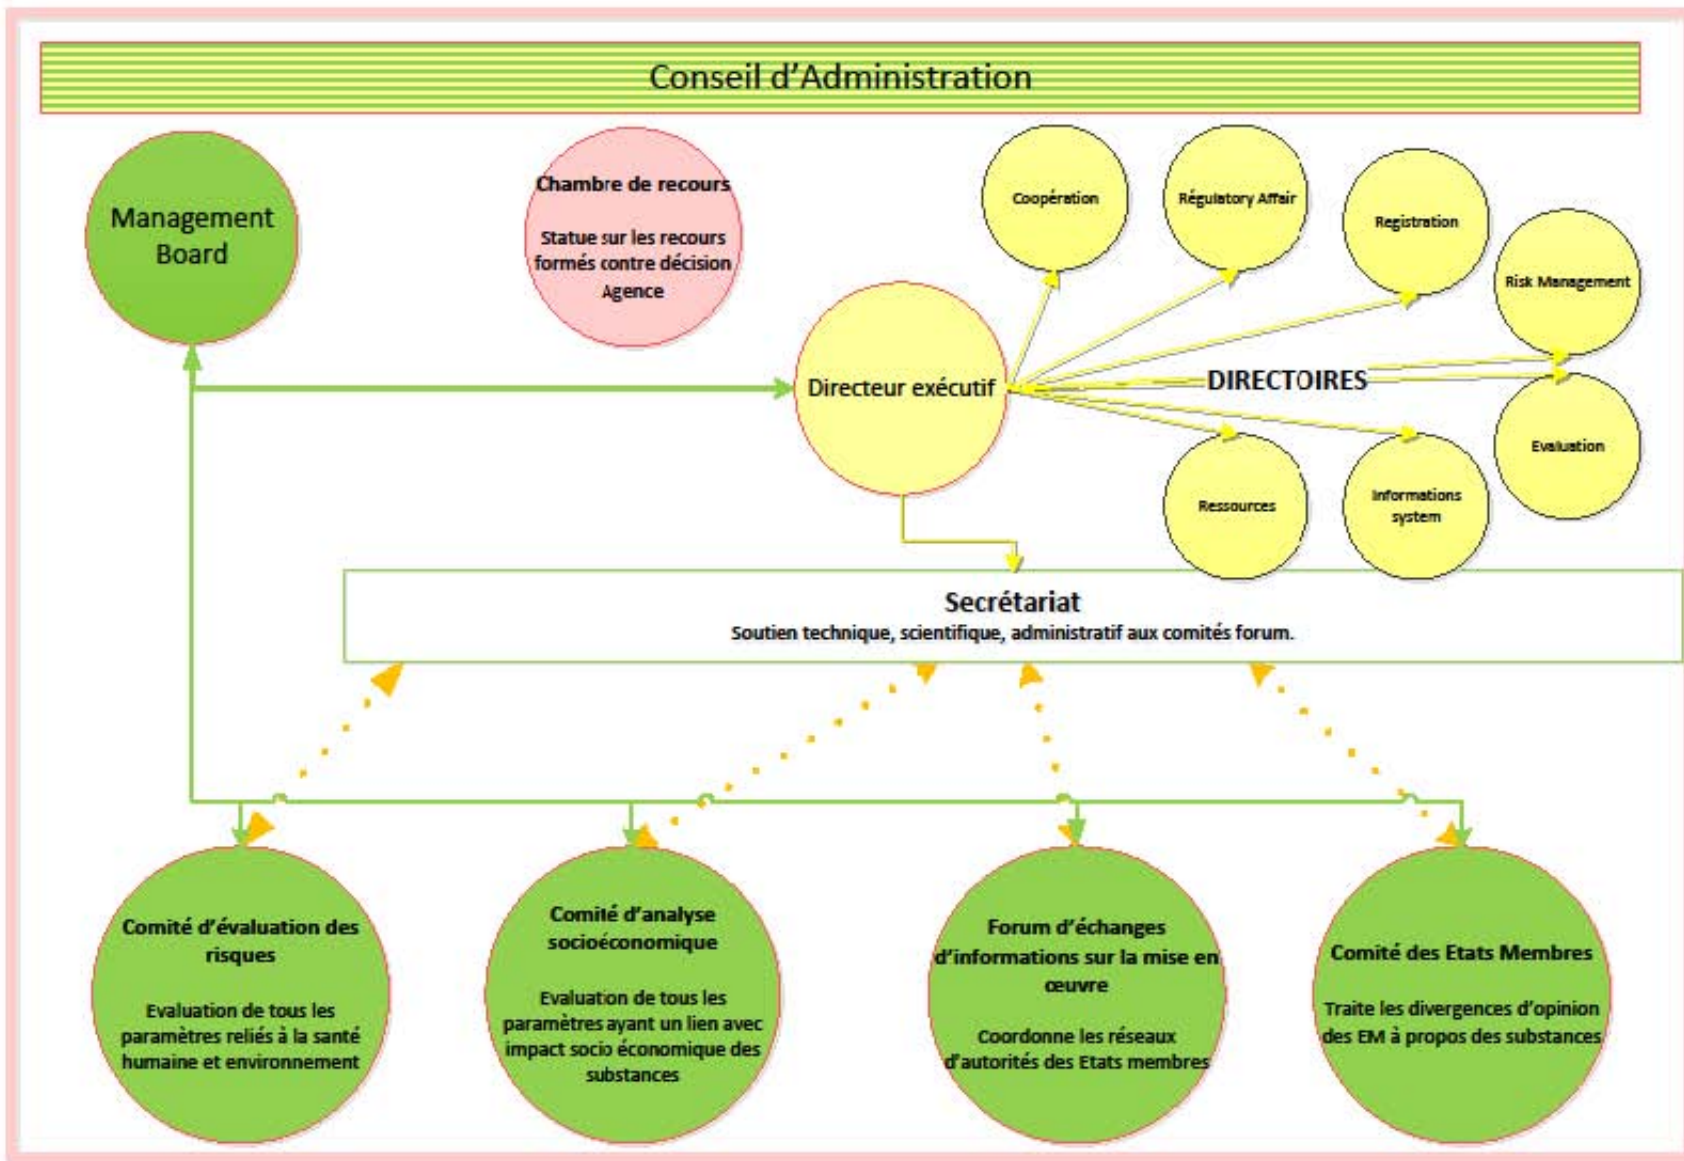 Conseil d'Administration
Management
Board
Chambre de recours
Statue sur les recours
formés contre décision
Agence
Coopération
Régulatory Affair
Registration
Risk Management
Directeur exécutif
DIRECTOIRES
Evaluation
Ressources
Informations
system
Secrétariat
Soutien technique, scientifique, administratif aux comités forum.
Comité d'évaluation des
risques
Evaluation de tous les
paramètres reliés à la santé
humaine et environnement
Comité d'analyse
socioéconomique
Evaluation de tous les
paramètres ayant un lien avec
impact socio économique des
substances
Forum d'échanges
d'informations sur la mise en
œuvre
Coordonne les réseaux
d'autorités des Etats membres
Comité des Etats Membres
Traite les divergences d'opinion
des EM à propos des substances